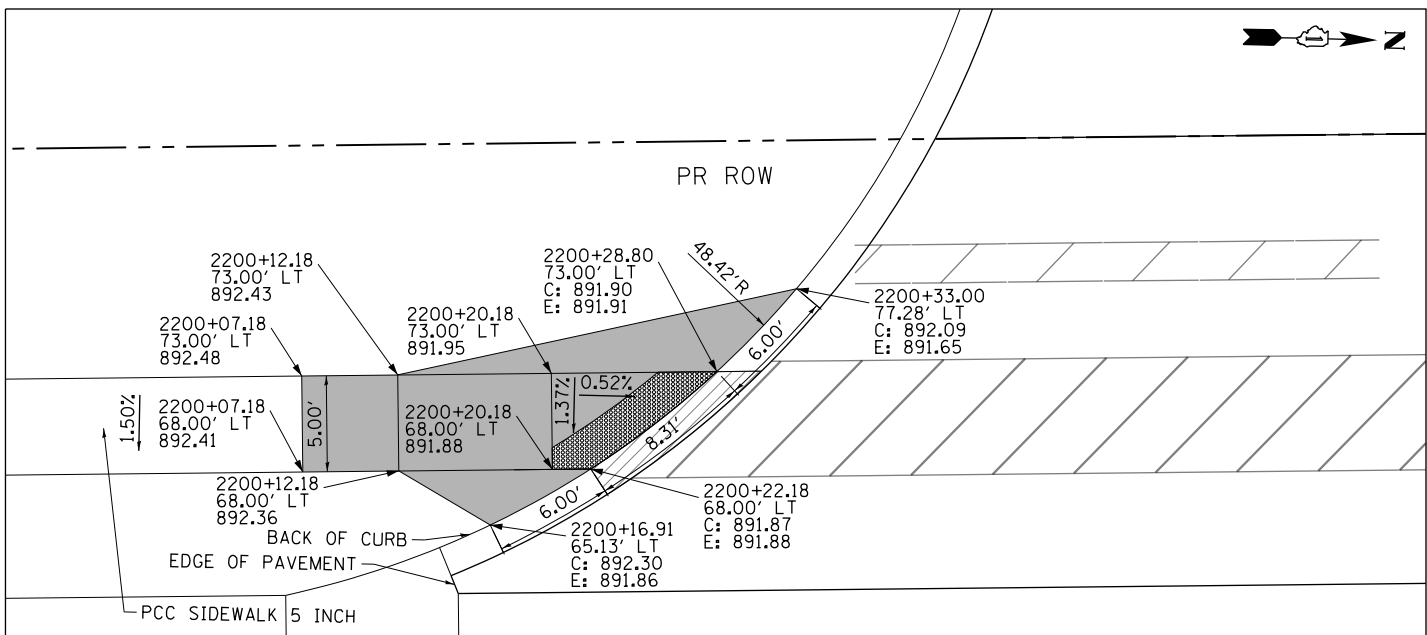 N
PR ROW
2200+12.18
73.00' LT
892.43
2200+28.80
73.00' LT
C: 891.90
E: 891.91
48.42'R
2200+07.18
73.00' LT
892.48
2200+20.18
73.00' LT
891.95
2200+33.00
77.28' LT
C: 892.09
E: 891.65
6.00'
1.37%
0.52%
1.50%
2200+07.18
68.00' LT
892.41
5.00'
2200+20.18
68.00' LT
891.88
8.31'
2200+12.18
68.00' LT
892.36
6.00'
2200+22.18
68.00' LT
C: 891.87
E: 891.88
2200+16.91
65.13' LT
C: 892.30
E: 891.86
BACK OF CURB
EDGE OF PAVEMENT
PCC SIDEWALK 5 INCH